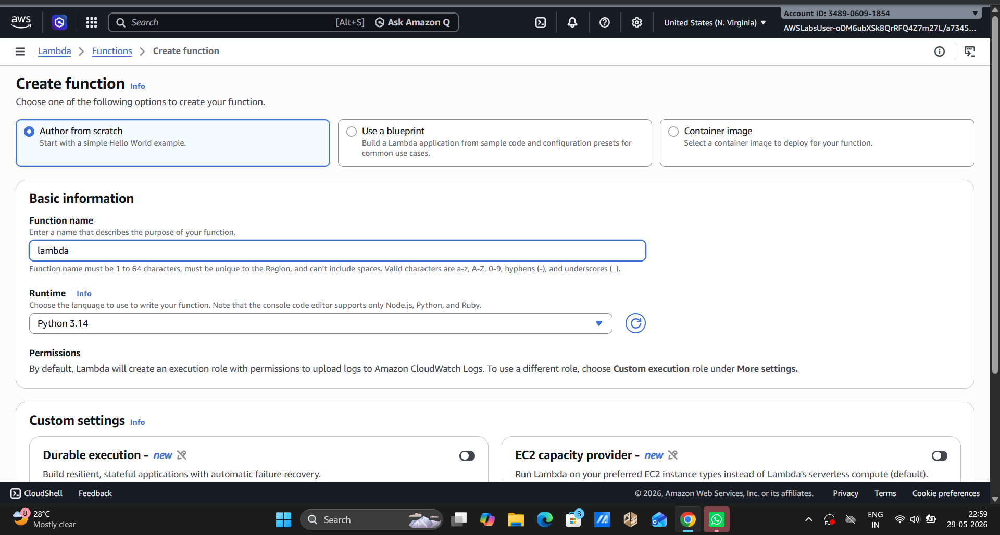 aws
Search [Alt+S] Ask Amazon Q
United States (N. Virginia)
Account ID: 3489-0609-1854
AWSLabsUser-oDM6ubXSk8QrRFQ4Z7m27L/a7345...
Lambda Functions Create function
Create function Info
Choose one of the following options to create your function.
Author from scratch
Start with a simple Hello World example.
Use a blueprint
Build a Lambda application from sample code and configuration presets for
common use cases.
Container image
Select a container image to deploy for your function.
Basic information
Function name
Enter a name that describes the purpose of your function.
lambda
Function name must be 1 to 64 characters, must be unique to the Region, and can't include spaces. Valid characters are a-z, A-Z, 0-9, hyphens (-), and underscores (_).
Runtime Info
Choose the language to use to write your function. Note that the console code editor supports only Node.js, Python, and Ruby.
Python 3.14
Permissions
By default, Lambda will create an execution role with permissions to upload logs to Amazon CloudWatch Logs. To use a different role, choose Custom execution role under More settings.
Custom settings Info
Durable execution - new
Build resilient, stateful applications with automatic failure recovery.
EC2 capacity provider - new
Run Lambda on your preferred EC2 instance types instead of Lambda's serverless compute (default).
CloudShell Feedback
© 2026, Amazon Web Services, Inc. or its affiliates. Privacy Terms Cookie preferences
8
28°C
Mostly clear
Search
3
ENG
IN
22:59
29-05-2026